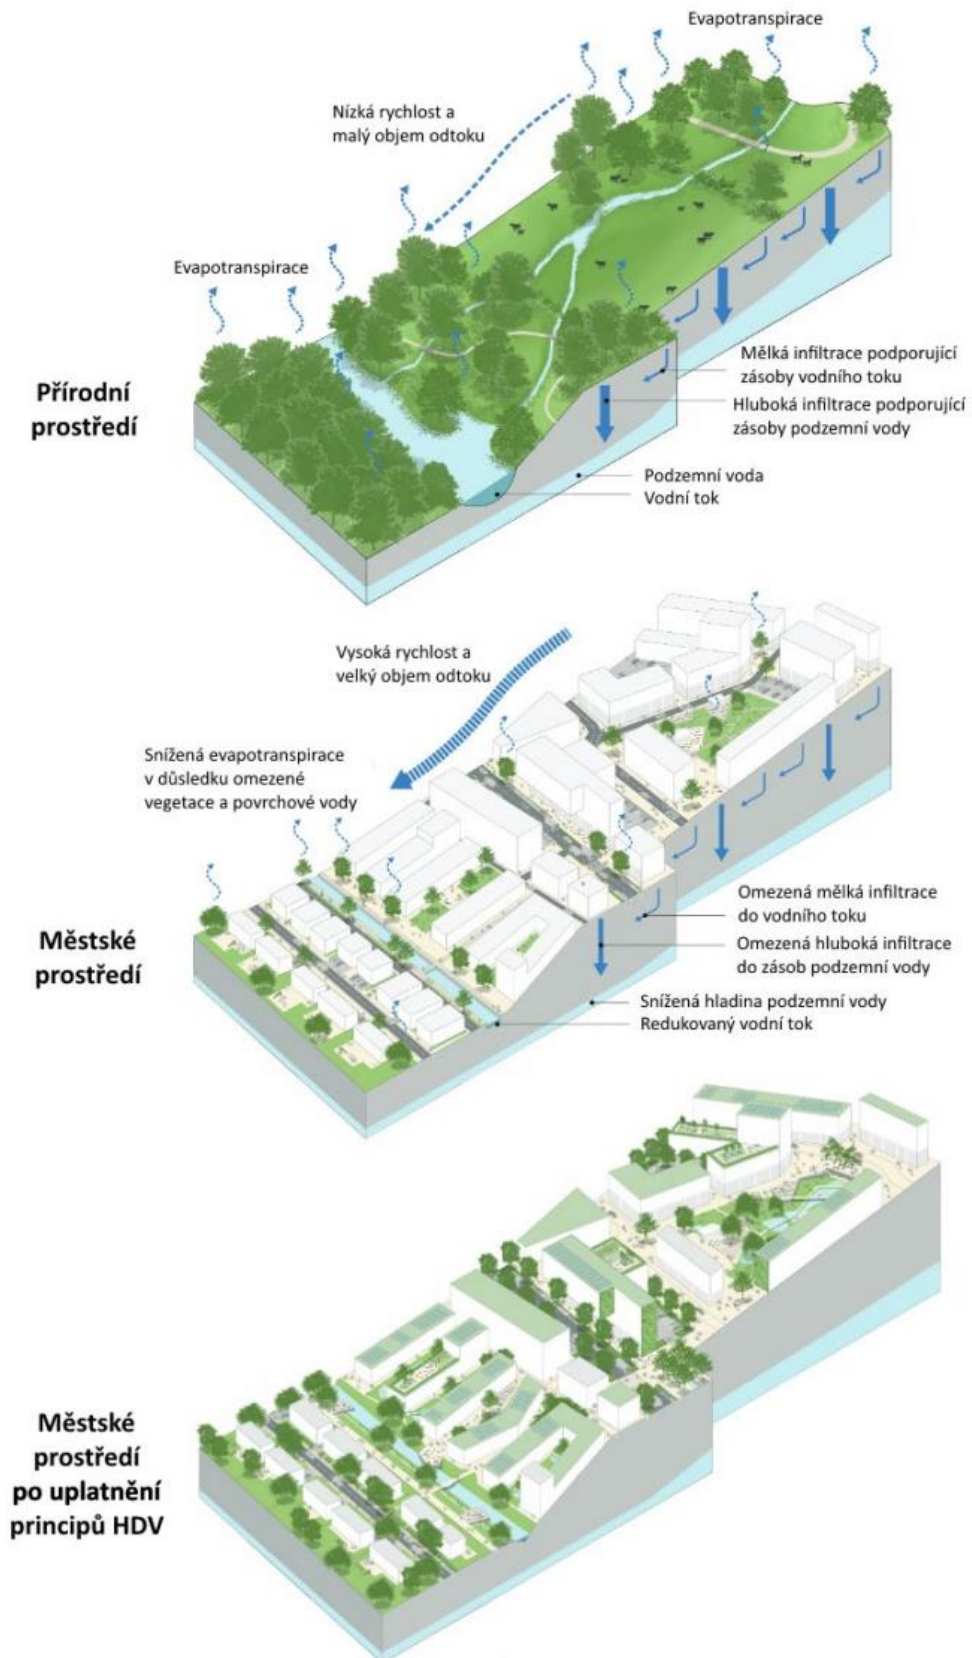 Evapotranspirace
Nízká rychlost a
malý objem odtoku
Evapotranspirace
Přírodní
prostředí
Mělká infiltrace podporující
zásoby vodního toku
Hluboká infiltrace podporující
zásoby podzemní vody
Podzemní voda
Vodní tok
Vysoká rychlost a
velký objem odtoku
Snížená evapotranspirace
v důsledku omezené
vegetace a povrchové vody
Městské
prostředí
Omezená mělká infiltrace
do vodního toku
Omezená hluboká infiltrace
do zásob podzemní vody
Snížená hladina podzemní vody
Redukovaný vodní tok
Městské
prostředí
po uplatnění
principů HDV